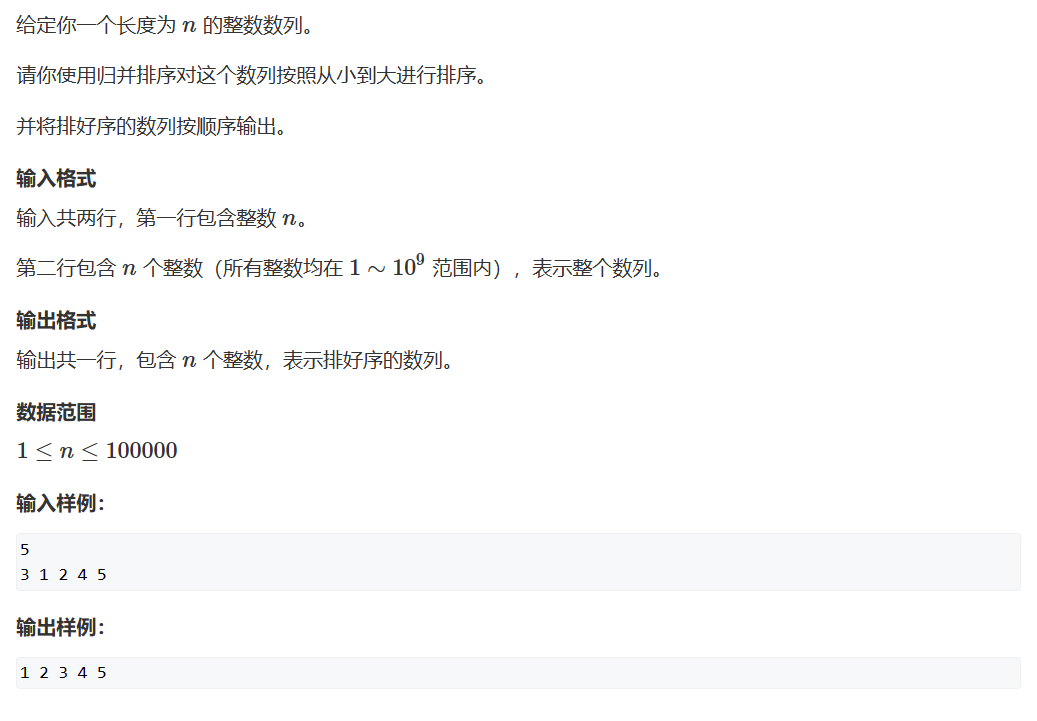 给定你一个长度为 n 的整数数列。
请你使用归并排序对这个数列按照从小到大进行排序。
并将排好序的数列按顺序输出。
输入格式
输入共两行，第一行包含整数 n。
第二行包含 n 个整数（所有整数均在 1 ∼ 10⁹ 范围内），表示整个数列。
输出格式
输出共一行，包含 n 个整数，表示排好序的数列。
数据范围
1 ≤ n ≤ 100000
输入样例：
5
3 1 2 4 5
输出样例：
1 2 3 4 5